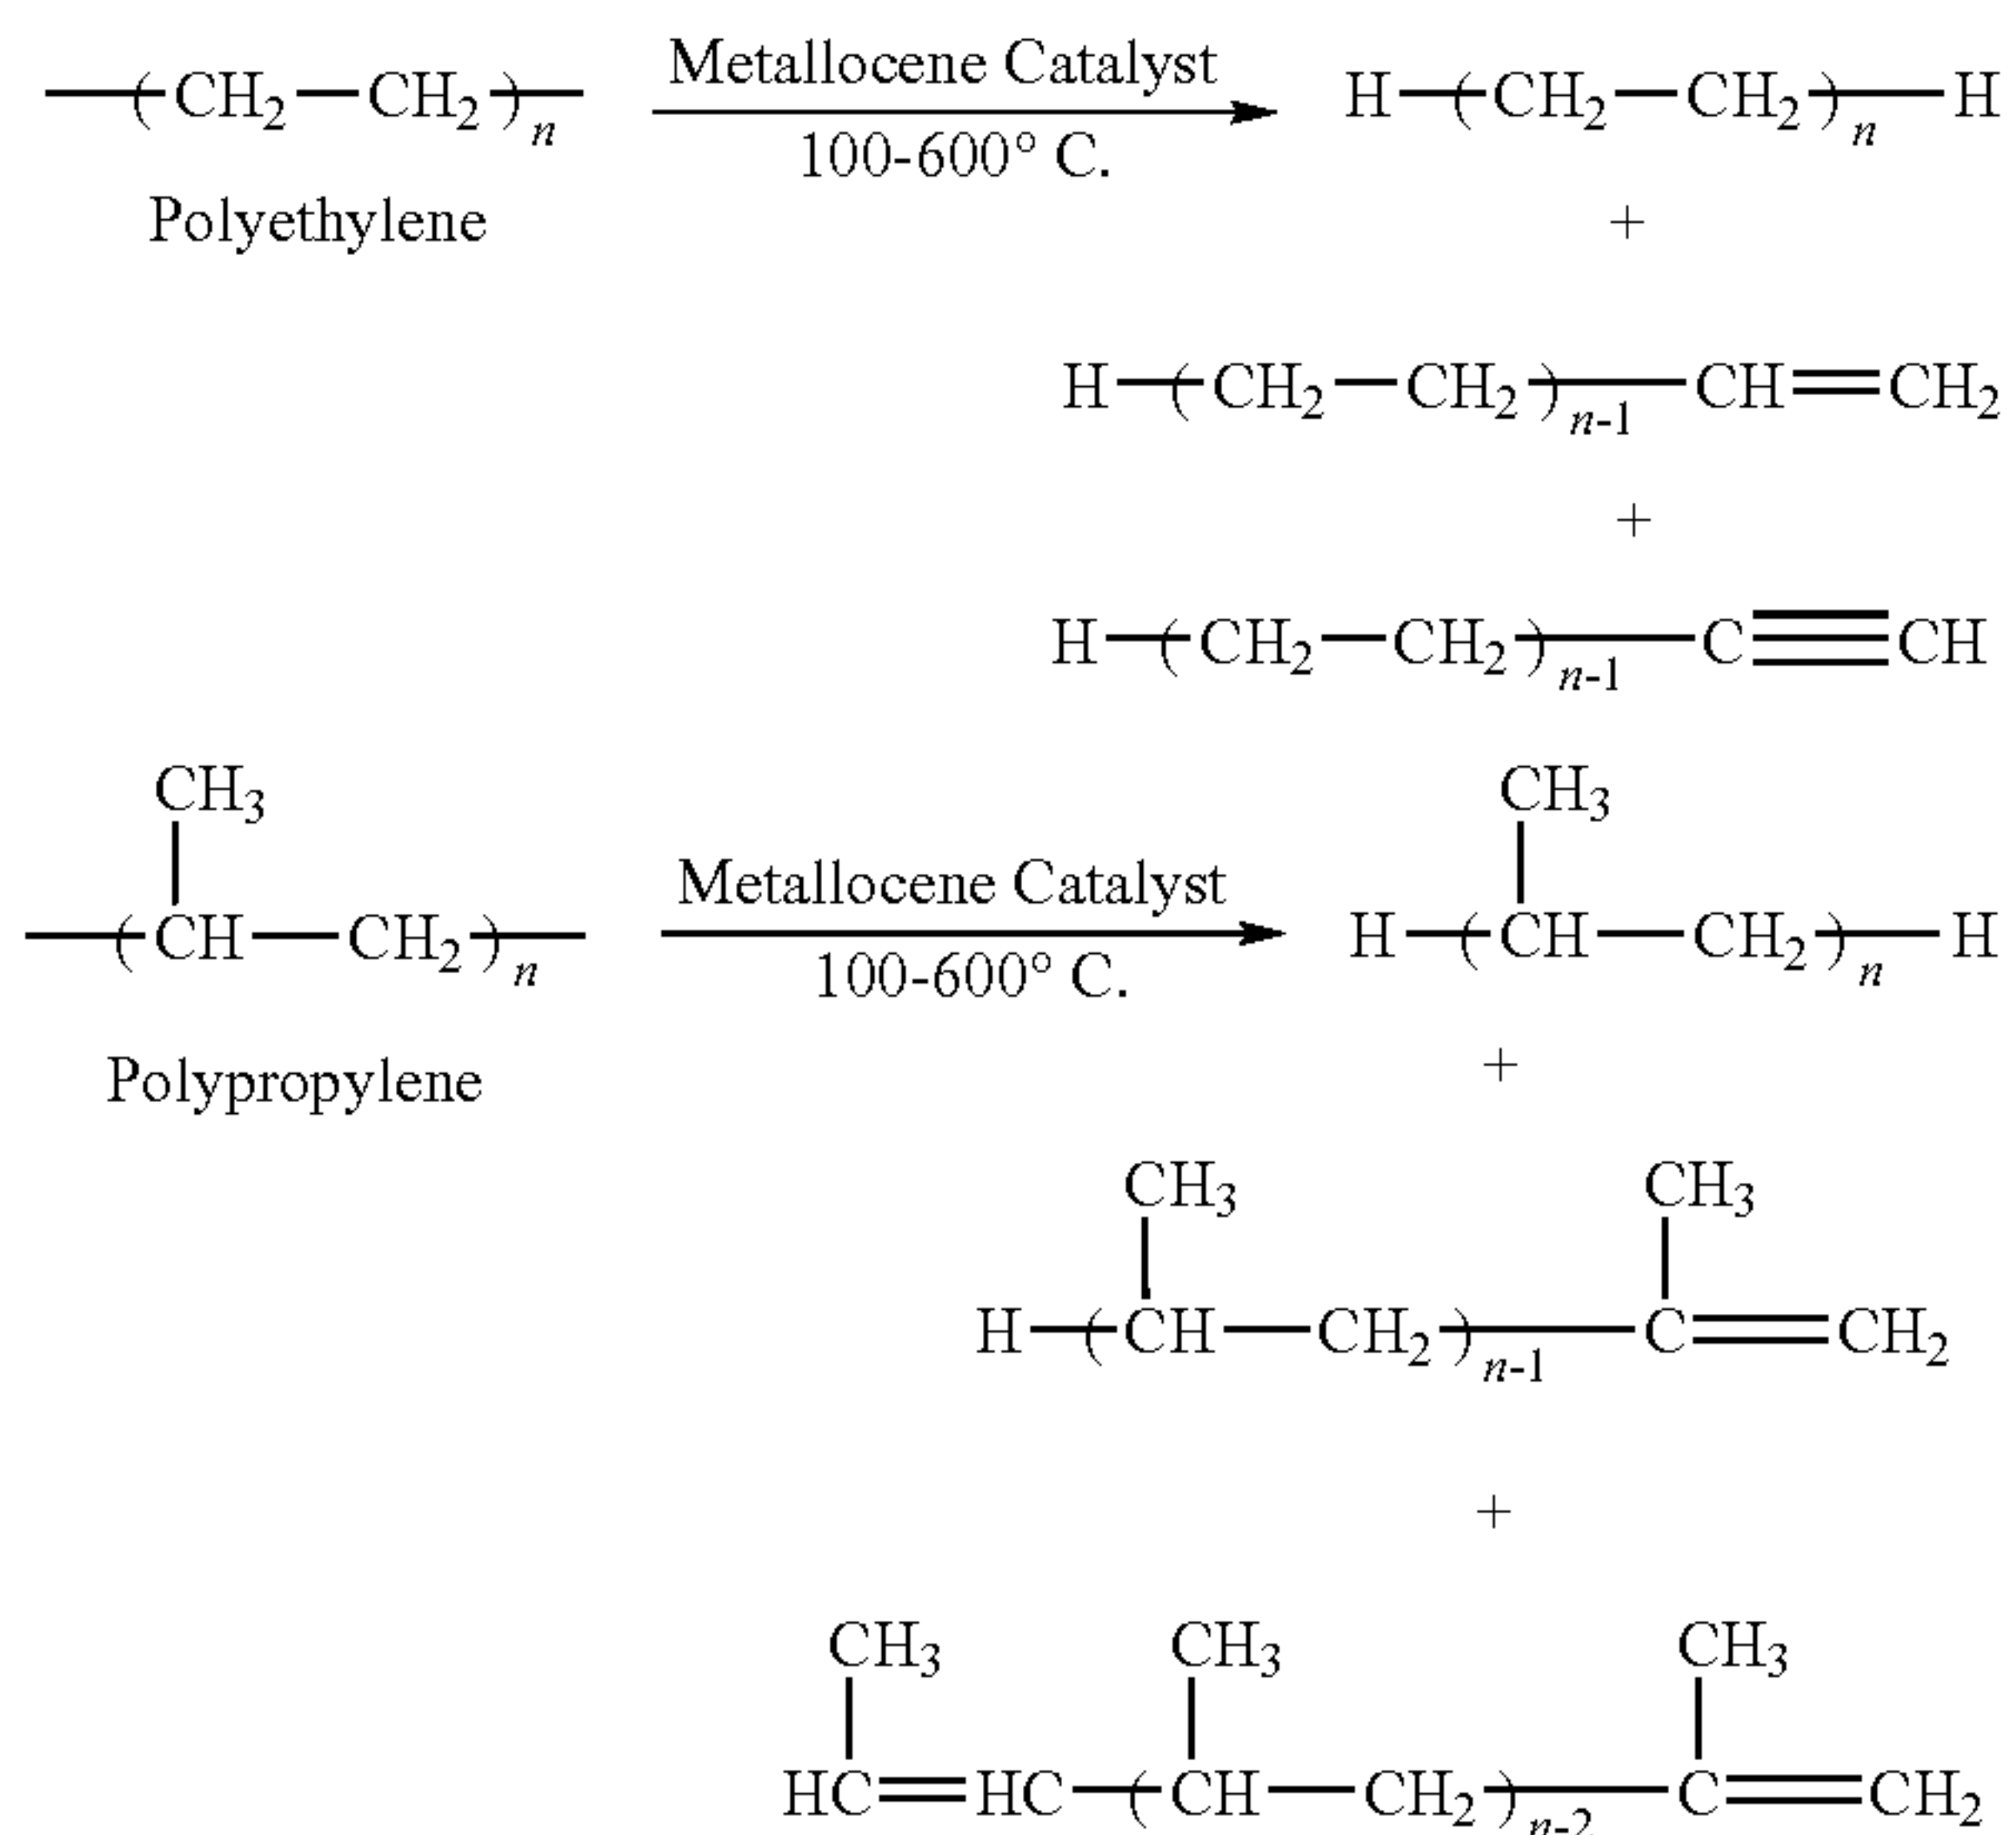 —(CH₂—CH₂)ₙ— Metallocene Catalyst H—(CH₂—CH₂)ₙ—H
100-600° C.
Polyethylene
+
H—(CH₂—CH₂)ₙ₋₁—CH=CH₂
+
H—(CH₂—CH₂)ₙ₋₁—C≡CH
CH₃ CH₃
—(CH—CH₂)ₙ— Metallocene Catalyst H—(CH—CH₂)ₙ—H
100-600° C.
Polypropylene
+
CH₃ CH₃
H—(CH—CH₂)ₙ₋₁—C=CH₂
+
CH₃ CH₃ CH₃
HC=HC—(CH—CH₂)ₙ₋₂—C=CH₂